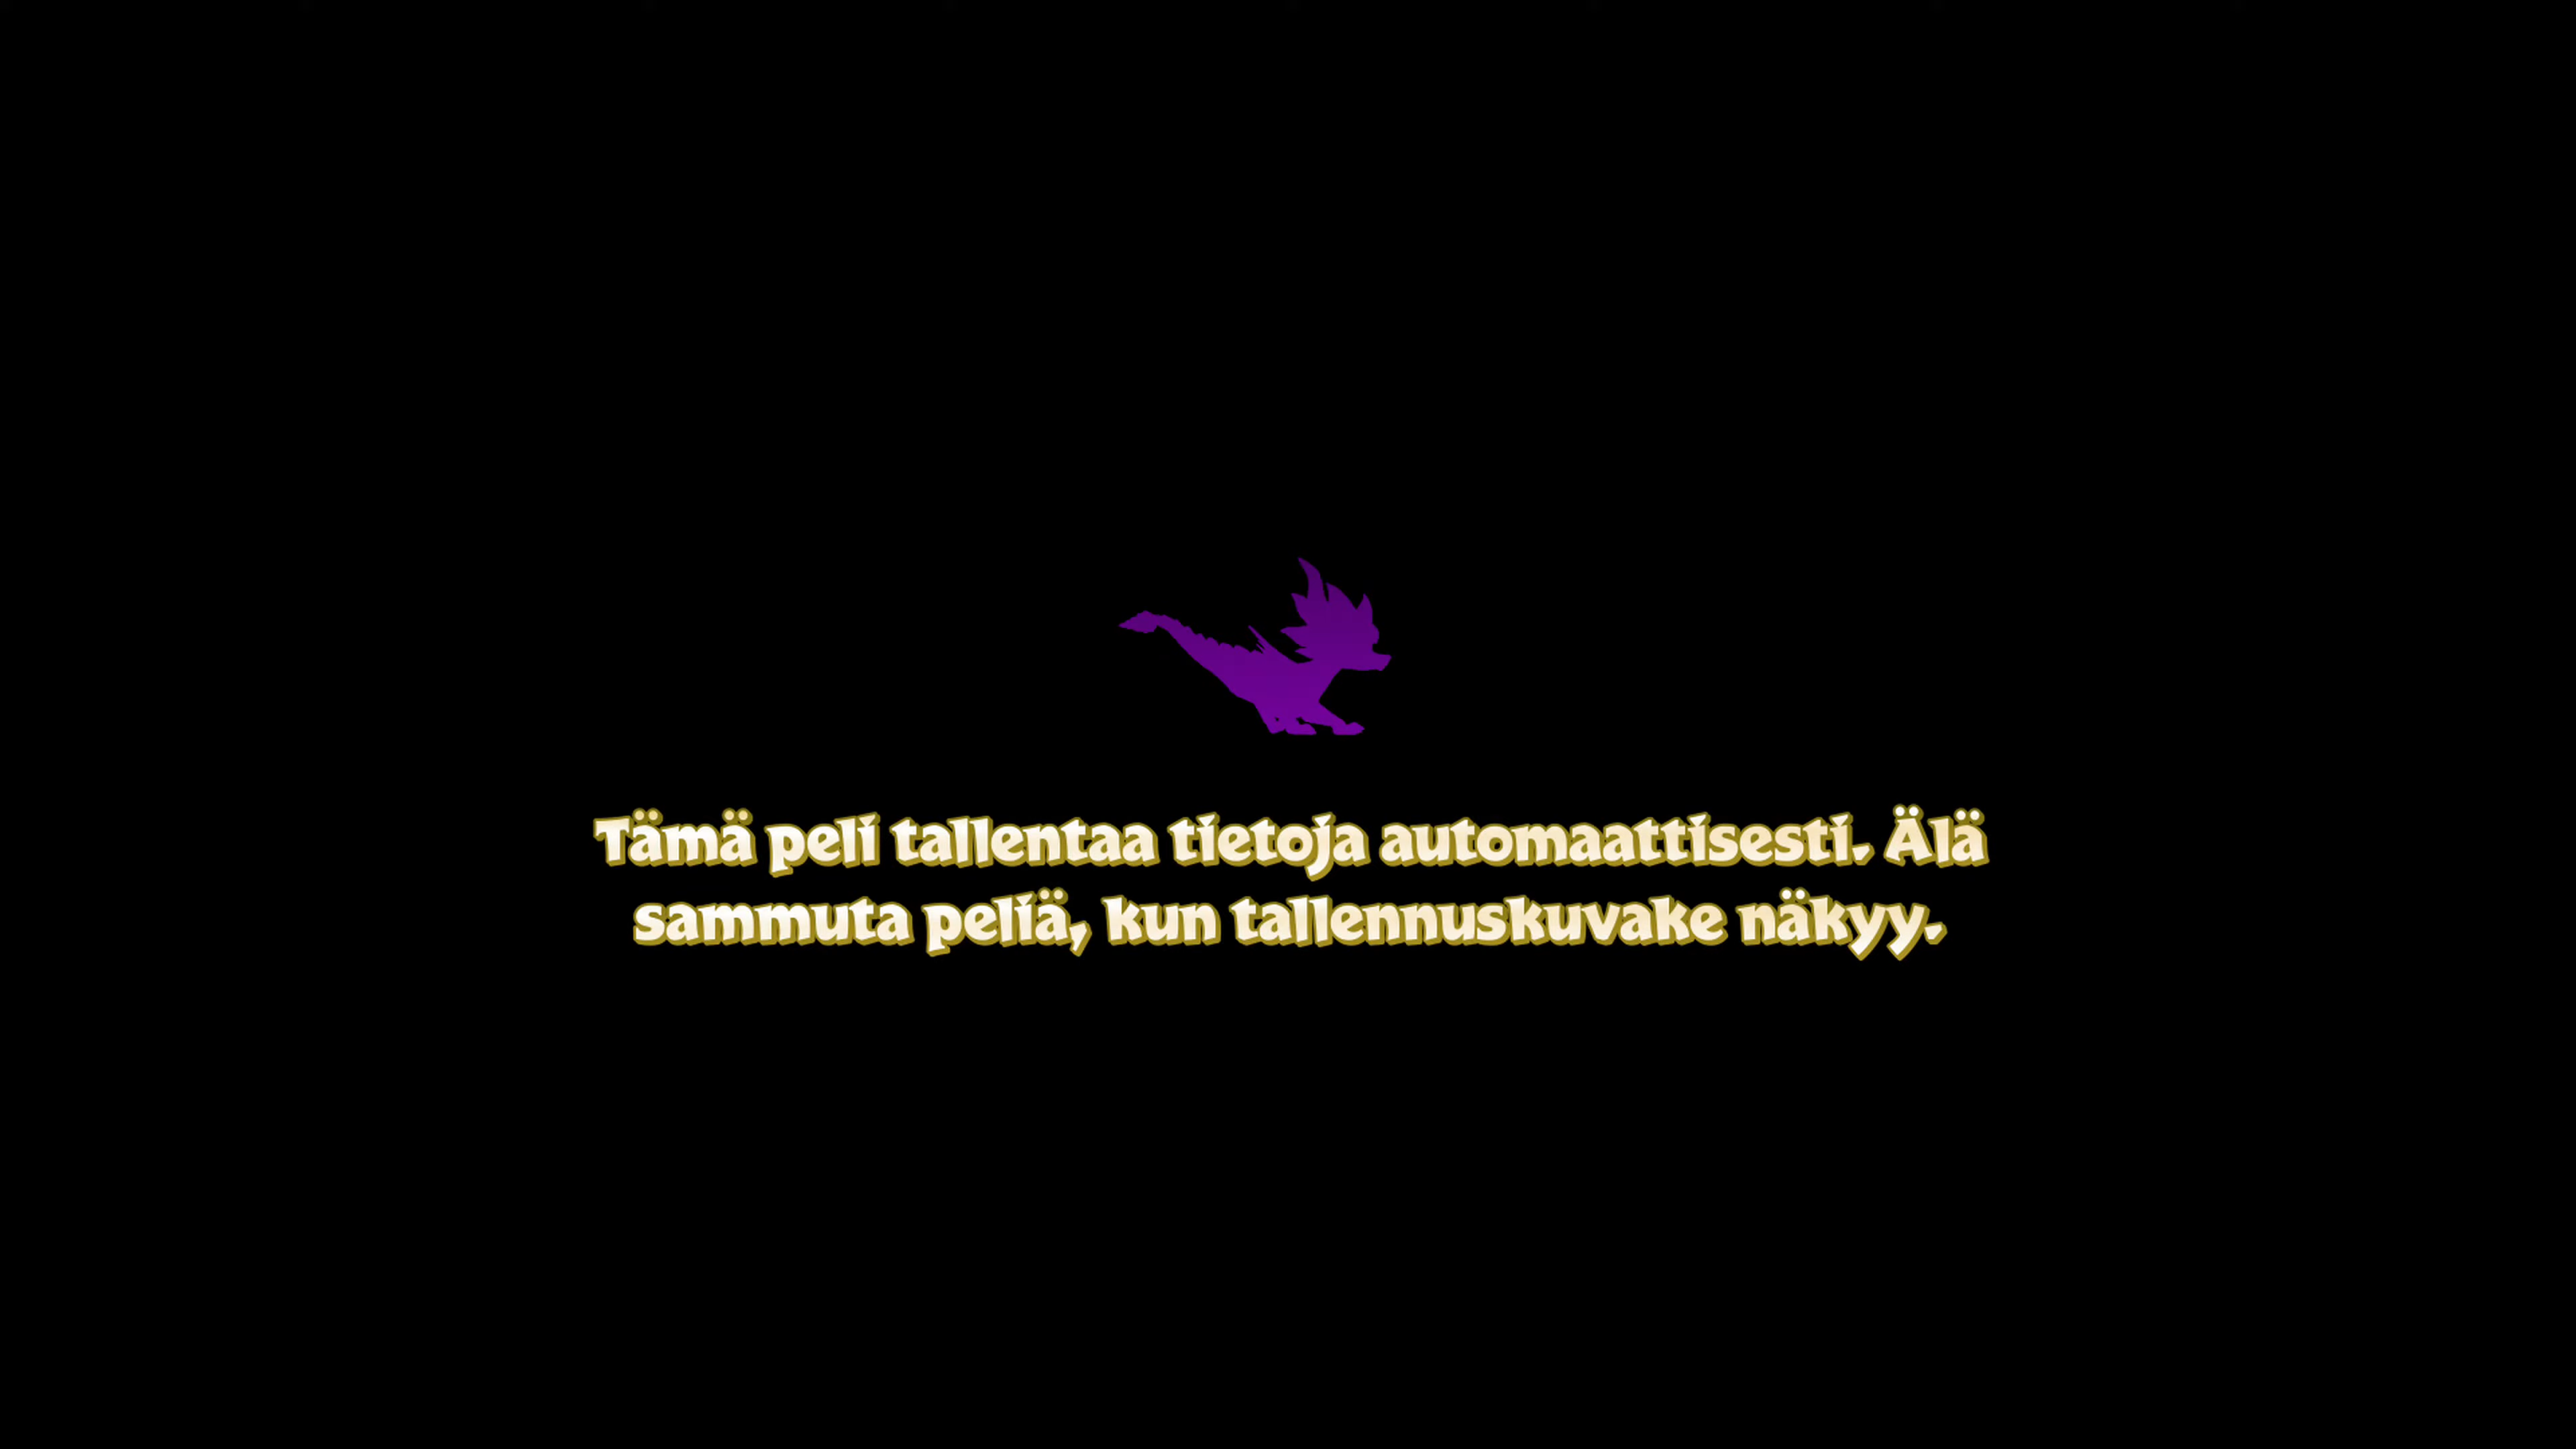 Tämä peli tallentaa tietoja automaattisesti. Älä
sammuta peliä, kun tallennuskuvake näkyy.